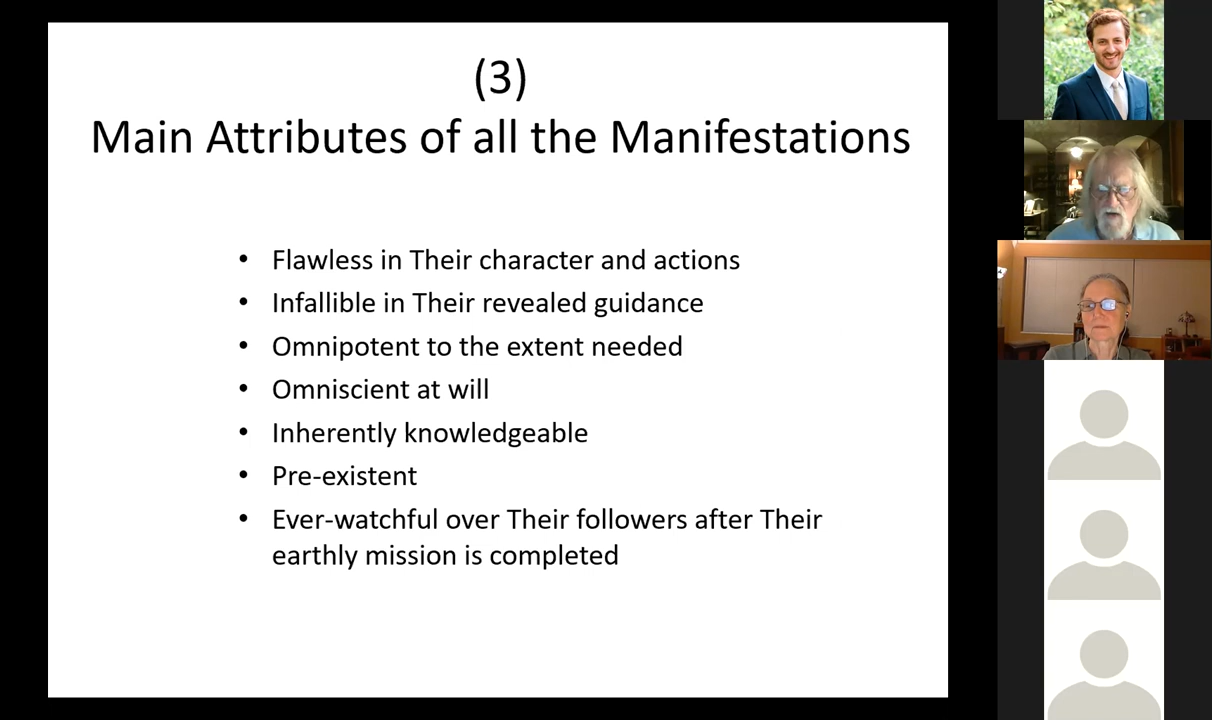 (3)
Main Attributes of all the Manifestations
• Flawless in Their character and actions
• Infallible in Their revealed guidance
• Omnipotent to the extent needed
• Omniscient at will
• Inherently knowledgeable
• Pre-existent
• Ever-watchful over Their followers after Their
earthly mission is completed